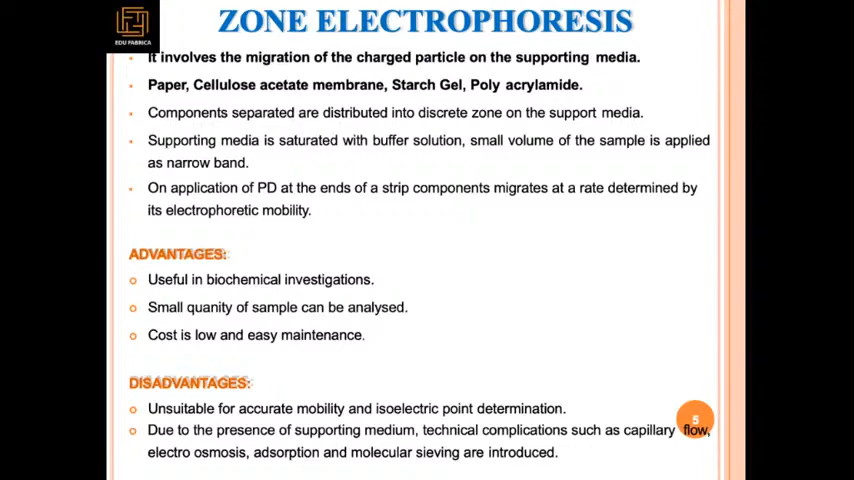 EDU FABRICA
ZONE ELECTROPHORESIS
It involves the migration of the charged particle on the supporting media.
Paper, Cellulose acetate membrane, Starch Gel, Poly acrylamide.
Components separated are distributed into discrete zone on the support media.
Supporting media is saturated with buffer solution, small volume of the sample is applied
as narrow band.
On application of PD at the ends of a strip components migrates at a rate determined by
its electrophoretic mobility.
ADVANTAGES:
Useful in biochemical investigations.
Small quanity of sample can be analysed.
Cost is low and easy maintenance.
DISADVANTAGES:
Unsuitable for accurate mobility and isoelectric point determination.
5
Due to the presence of supporting medium, technical complications such as capillary flow,
electro osmosis, adsorption and molecular sieving are introduced.